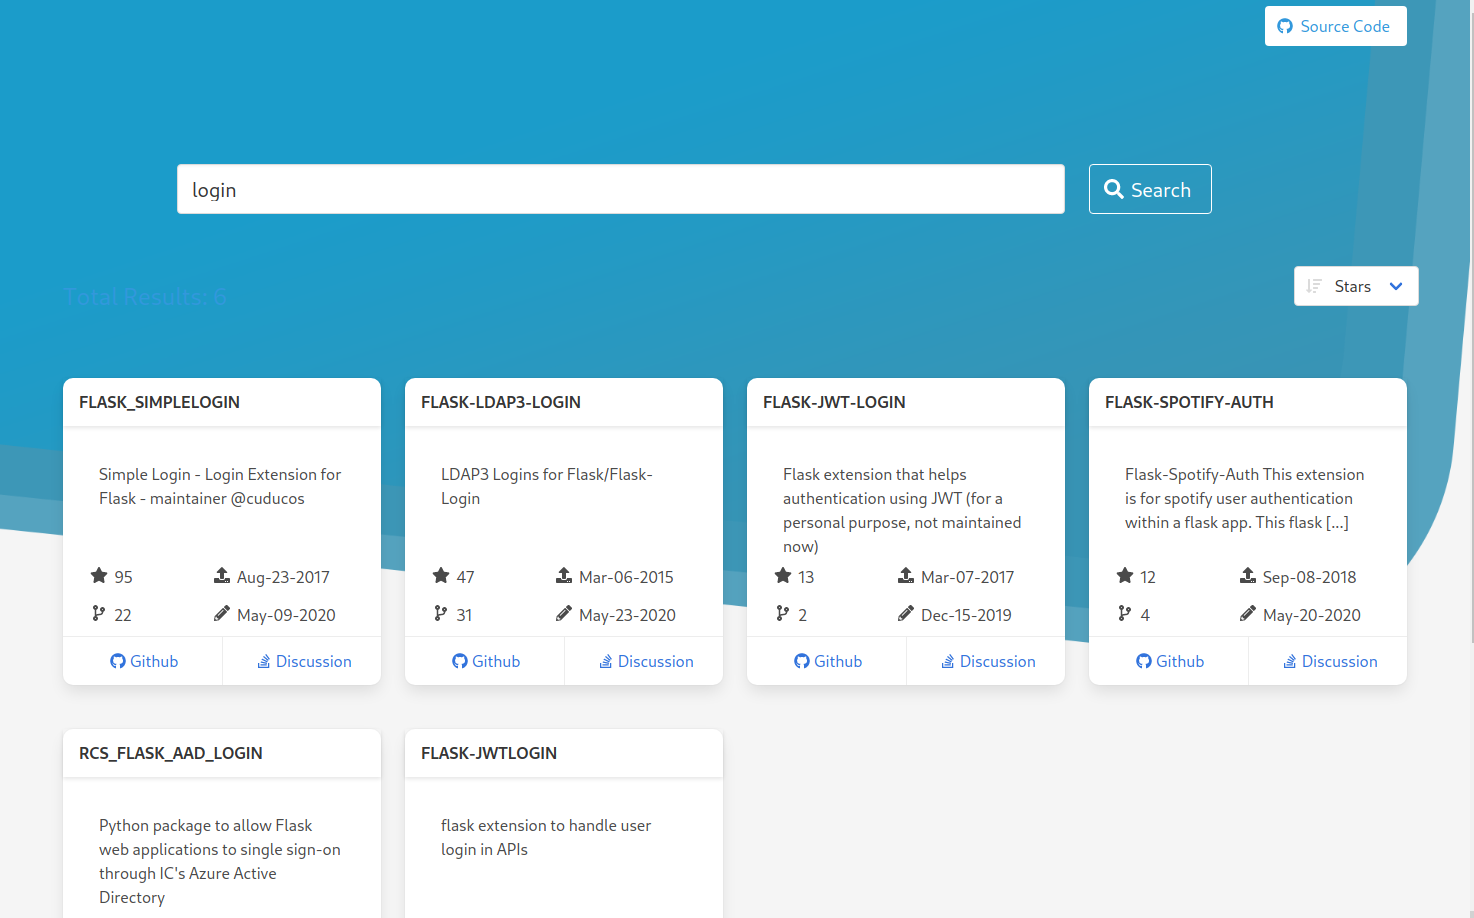 Source Code
login
Search
Total Results: 6
Stars
FLASK_SIMPLELOGIN
Simple Login - Login Extension for
Flask - maintainer @cuducos
95
Aug-23-2017
22
May-09-2020
Github
Discussion
FLASK-LDAP3-LOGIN
LDAP3 Logins for Flask/Flask-
Login
47
Mar-06-2015
31
May-23-2020
Github
Discussion
FLASK-JWT-LOGIN
Flask extension that helps
authentication using JWT (for a
personal purpose, not maintained
now)
13
Mar-07-2017
2
Dec-15-2019
Github
Discussion
FLASK-SPOTIFY-AUTH
Flask-Spotify-Auth This extension
is for spotify user authentication
within a flask app. This flask [...]
12
Sep-08-2018
4
May-20-2020
Github
Discussion
RCS_FLASK_AAD_LOGIN
Python package to allow Flask
web applications to single sign-on
through IC's Azure Active
Directory
FLASK-JWTLOGIN
flask extension to handle user
login in APIs